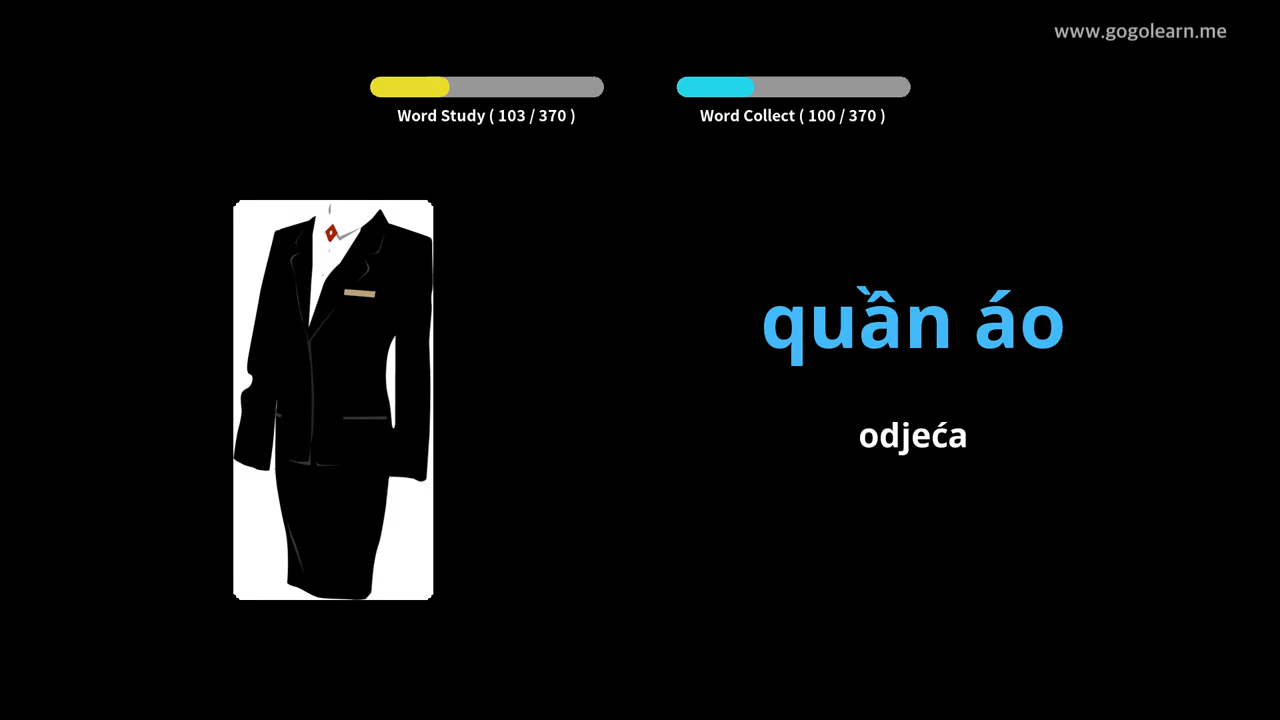 www.gogolearn.me
Word Study ( 103 / 370 )
Word Collect ( 100 / 370 )
quần áo
odjeća